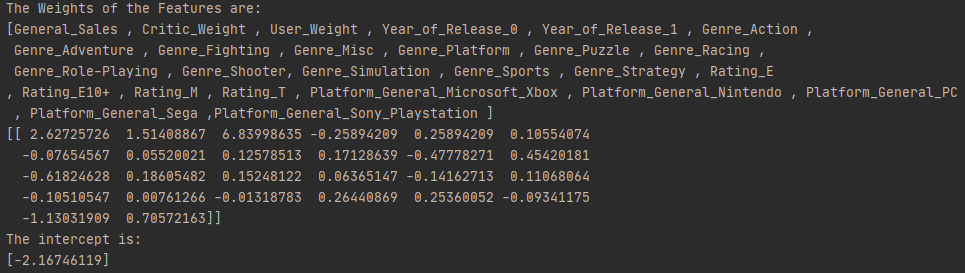 The Weights of the Features are:
[General_Sales , Critic_Weight , User_Weight , Year_of_Release_0 , Year_of_Release_1 , Genre_Action ,
Genre_Adventure , Genre_Fighting , Genre_Misc , Genre_Platform , Genre_Puzzle , Genre_Racing ,
Genre_Role-Playing , Genre_Shooter, Genre_Simulation , Genre_Sports , Genre_Strategy , Rating_E
, Rating_E10+ , Rating_M , Rating_T , Platform_General_Microsoft_Xbox , Platform_General_Nintendo , Platform_General_PC
, Platform_General_Sega ,Platform_General_Sony_Playstation ]
[[ 2.62725726 1.51408867 6.83998635 -0.25894209 0.25894209 0.10554074
-0.07654567 0.05520021 0.12578513 0.17128639 -0.47778271 0.45420181
-0.61824628 0.18605482 0.15248122 0.06365147 -0.14162713 0.11068064
-0.10510547 0.00761266 -0.01318783 0.26440869 0.25360052 -0.09341175
-1.13031909 0.70572163]]
The intercept is:
[-2.16746119]